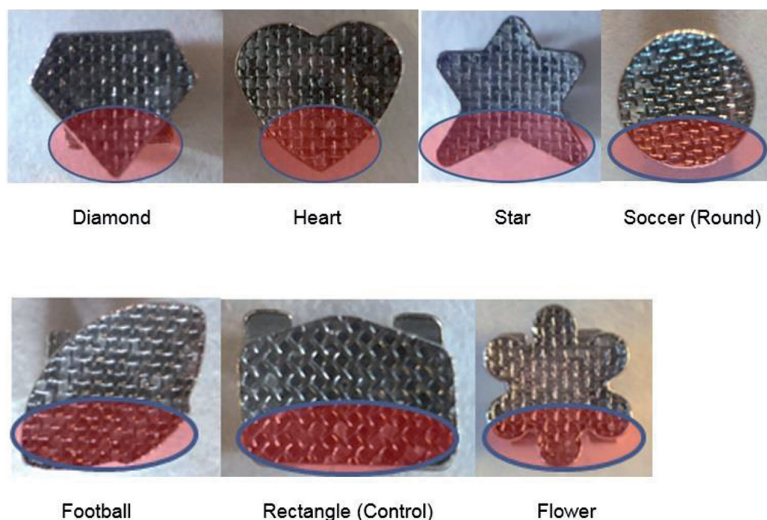 Diamond
Heart
Star
Soccer (Round)
Football
Rectangle (Control)
Flower